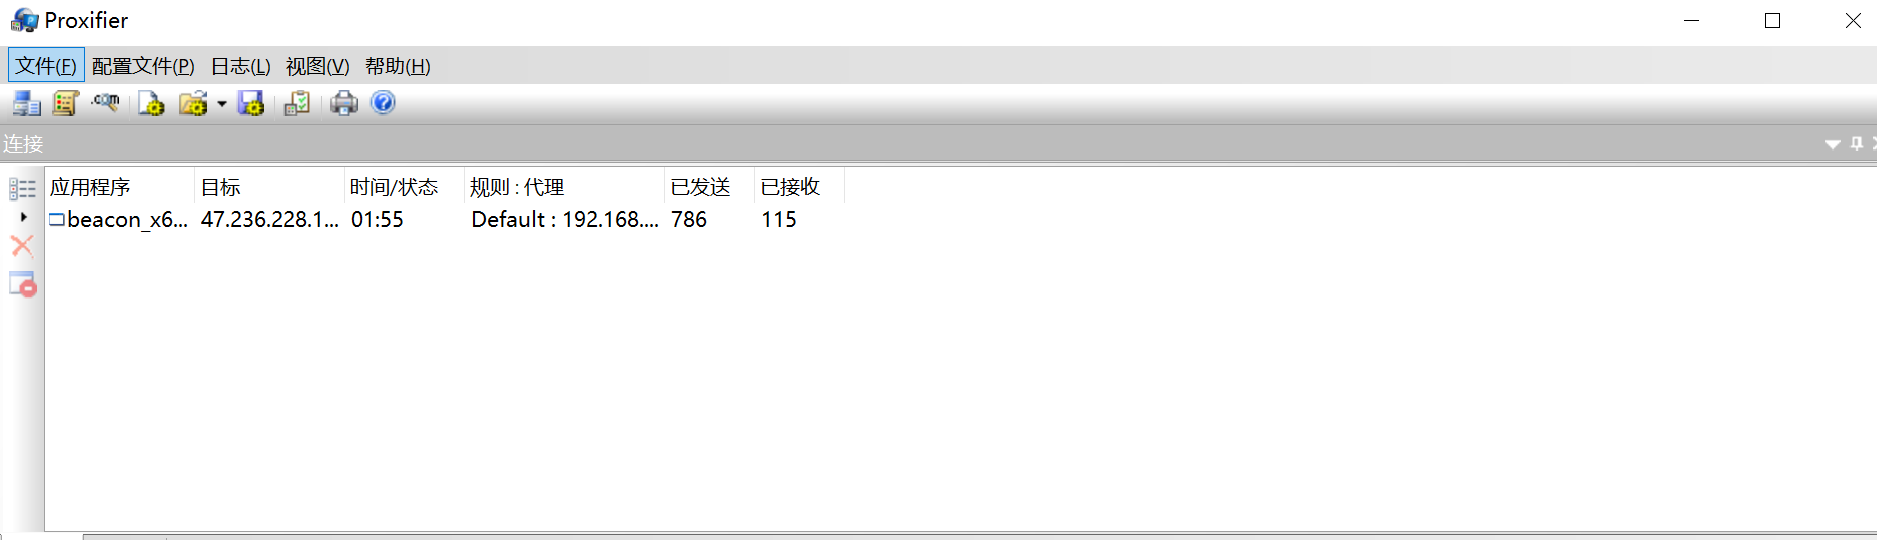 Proxifier
文件(F) 配置文件(P) 日志(L) 视图(V) 帮助(H)
.com
连接
应用程序 目标 时间/状态 规则 : 代理 已发送 已接收
beacon_x6... 47.236.228.1... 01:55 Default : 192.168.... 786 115